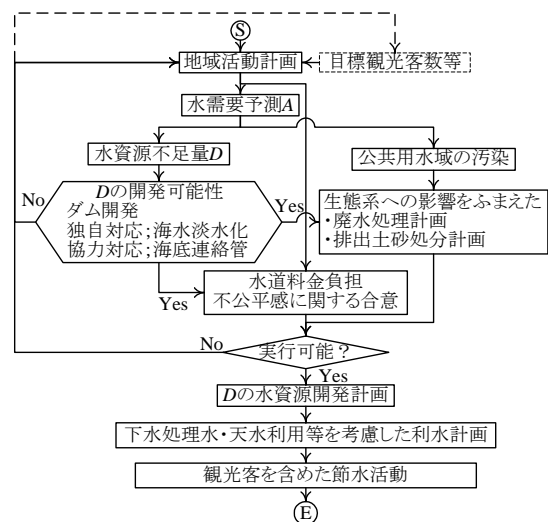 S
地域活動計画
目標観光客数等
水需要予測A
水資源不足量D
公共用水域の汚染
No
Dの開発可能性
ダム開発
独自対応;海水淡水化
協力対応;海底連絡管
Yes
生態系への影響をふまえた
・廃水処理計画
・排出土砂処分計画
Yes
水道料金負担
不公平感に関する合意
No
実行可能？
Yes
Dの水資源開発計画
下水処理水・天水利用等を考慮した利水計画
観光客を含めた節水活動
E